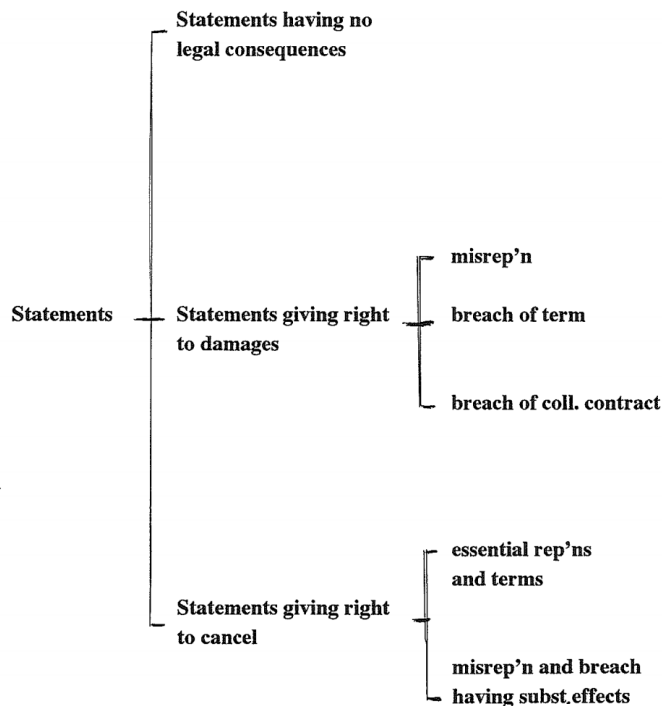 Statements having no
legal consequences
misrep’n
Statements
Statements giving right
to damages
breach of term
breach of coll. contract
essential rep’ns
and terms
Statements giving right
to cancel
misrep’n and breach
having subst.effects